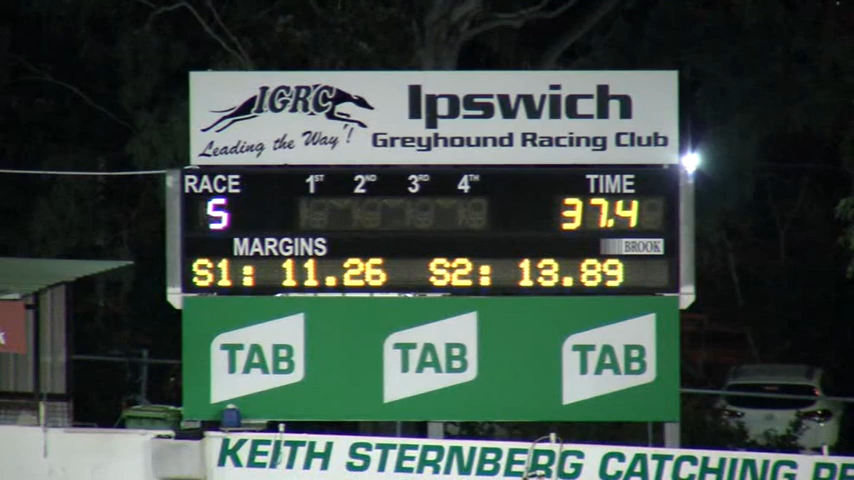 IGRC
Leading the Way!
Ipswich
Greyhound Racing Club
RACE 1ST 2ND 3RD 4TH TIME
5 37.4
MARGINS BROOK
S1: 11.26 S2: 13.89
TAB TAB TAB
KEITH STERNBERG CATCHING PE